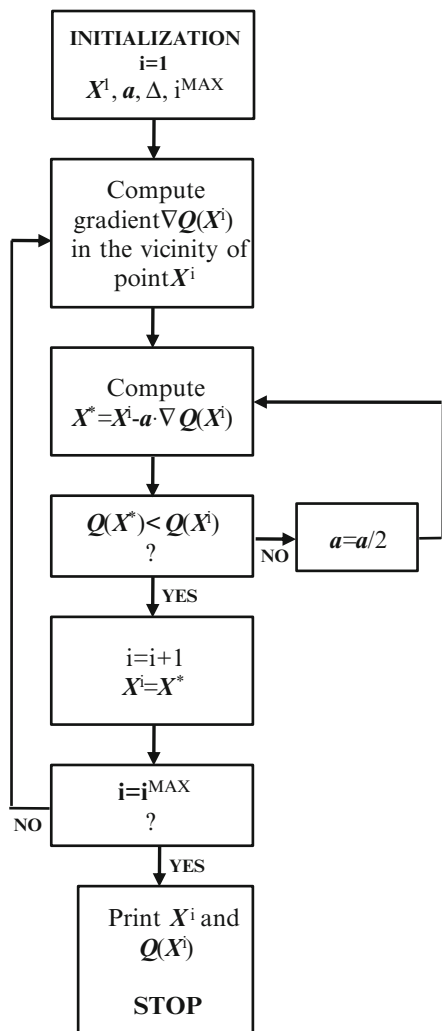 INITIALIZATION
i=1
X¹, a, Δ, i^MAX
Compute
gradient∇Q(Xⁱ)
in the vicinity of
pointXⁱ
Compute
X*=Xⁱ-a·∇Q(Xⁱ)
Q(X*)< Q(Xⁱ)
?
NO
a=a/2
YES
i=i+1
Xⁱ=X*
i=i^MAX
?
NO
YES
Print Xⁱ and
Q(Xⁱ)
STOP